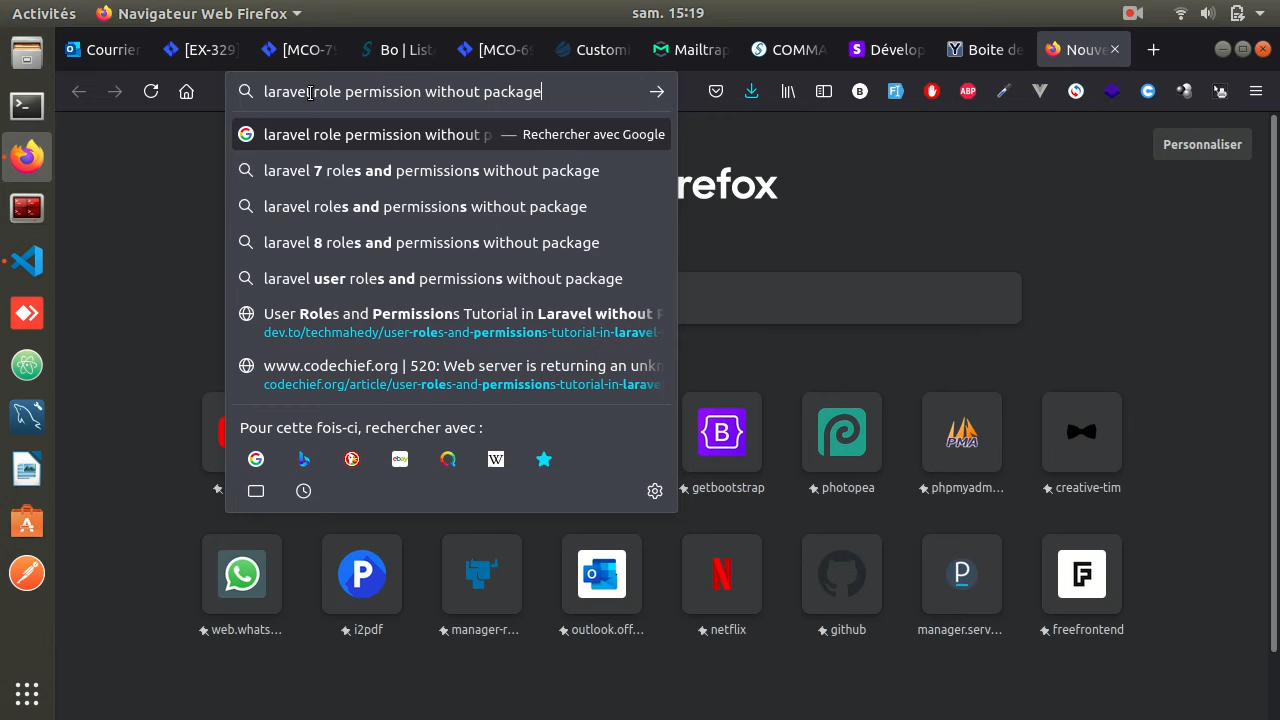 Activités
Navigateur Web Firefox
sam. 15:19
Courrier
[EX-329]
[MCO-79
Bo | List
[MCO-69
Customi
Mailtrap
COMMA
Dévelop
Boite de
Nouve
laravel role permission without package
Personnaliser
laravel role permission without p — Rechercher avec Google
laravel 7 roles and permissions without package
laravel roles and permissions without package
laravel 8 roles and permissions without package
laravel user roles and permissions without package
User Roles and Permissions Tutorial in Laravel without P
dev.to/techmahedy/user-roles-and-permissions-tutorial-in-laravel-
www.codechief.org | 520: Web server is returning an unkn
codechief.org/article/user-roles-and-permissions-tutorial-in-larave
refox
Pour cette fois-ci, rechercher avec :
getbootstrap
photopea
phpmyadm...
creative-tim
web.whats...
i2pdf
manager-r...
outlook.off...
netflix
github
manager.serv...
freefrontend